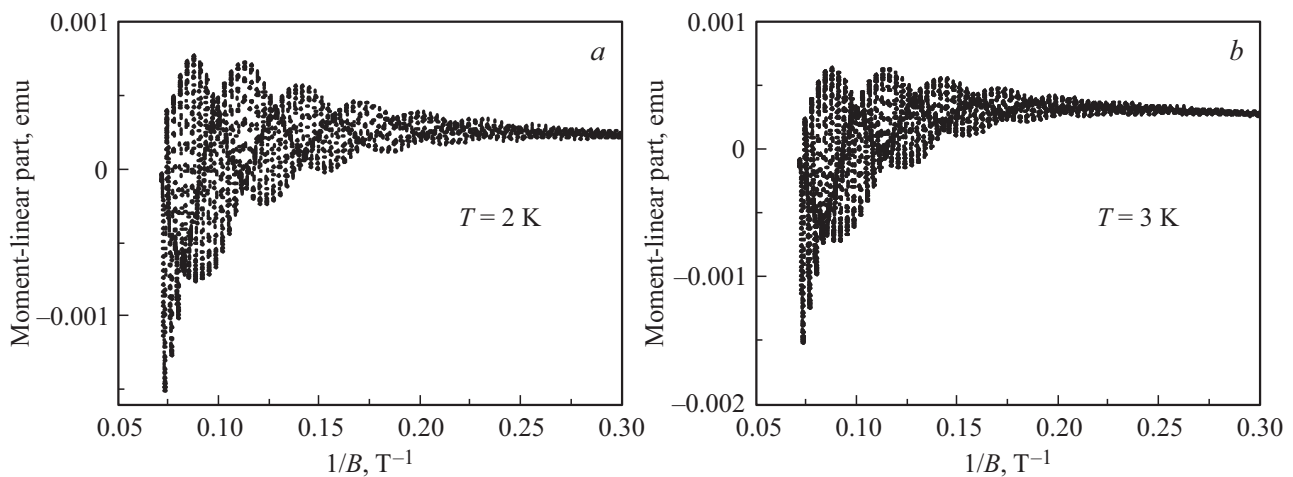 0.001
a
0
Moment-linear part, emu
T = 2 K
−0.001
0.05
0.10
0.15
0.20
0.25
0.30
1/B, T⁻¹
0.001
b
0
Moment-linear part, emu
T = 3 K
−0.001
−0.002
0.05
0.10
0.15
0.20
0.25
0.30
1/B, T⁻¹